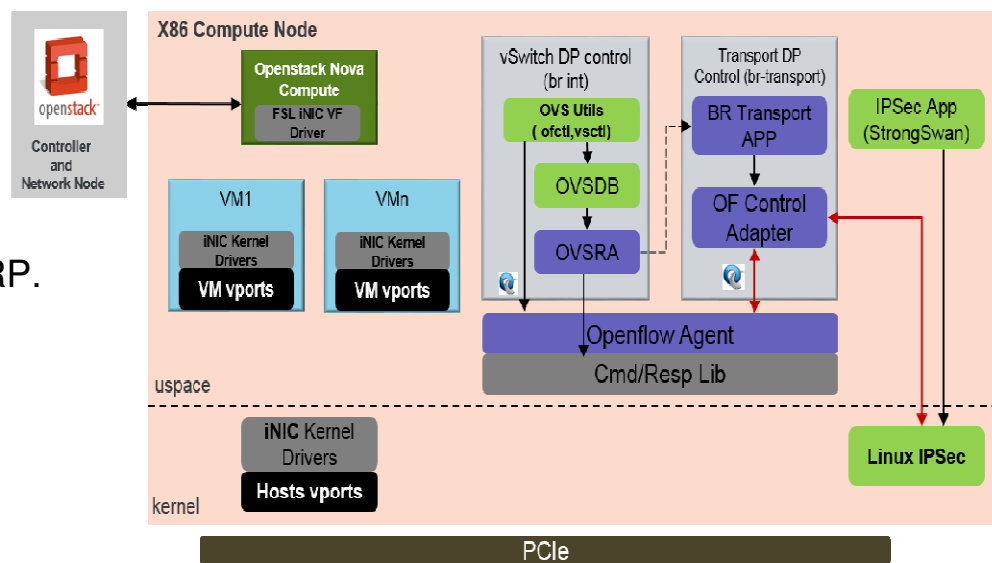 X86 Compute Node
openstack
Controller
and
Network Node
Openstack Nova
Compute
FSL iNIC VF
Driver
vSwitch DP control
(br int)
OVS Utils
( ofctl,vsctl)
OVSDB
OVSRA
Transport DP
Control (br-transport)
BR Transport
APP
OF Control
Adapter
IPSec App
(StrongSwan)
VM1
iNIC Kernel
Drivers
VM vports
VMn
iNIC Kernel
Drivers
VM vports
RP.
Openflow Agent
Cmd/Resp Lib
uspace
iNIC Kernel
Drivers
Hosts vports
Linux IPSec
kernel
PCIe